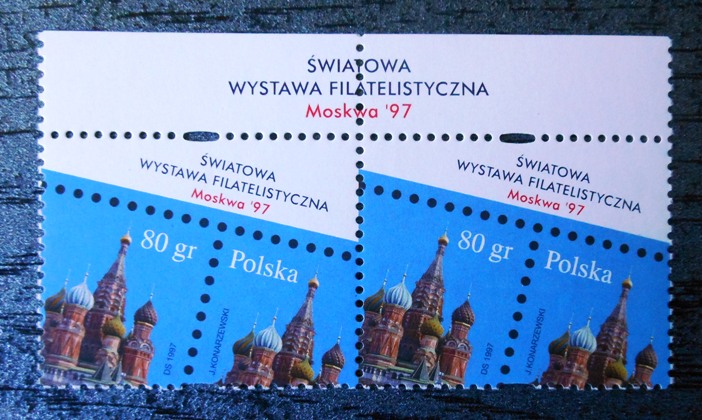 ŚWIATOWA
WYSTAWA FILATELISTYCZNA
Moskwa '97
ŚWIATOWA
WYSTAWA FILATELISTYCZNA
Moskwa '97
80 gr
Polska
DS 1997
J.KONARZEWSKI
ŚWIATOWA
WYSTAWA FILATELISTYCZNA
Moskwa '97
80 gr
Polska
DS 1997
J.KONARZEWSKI